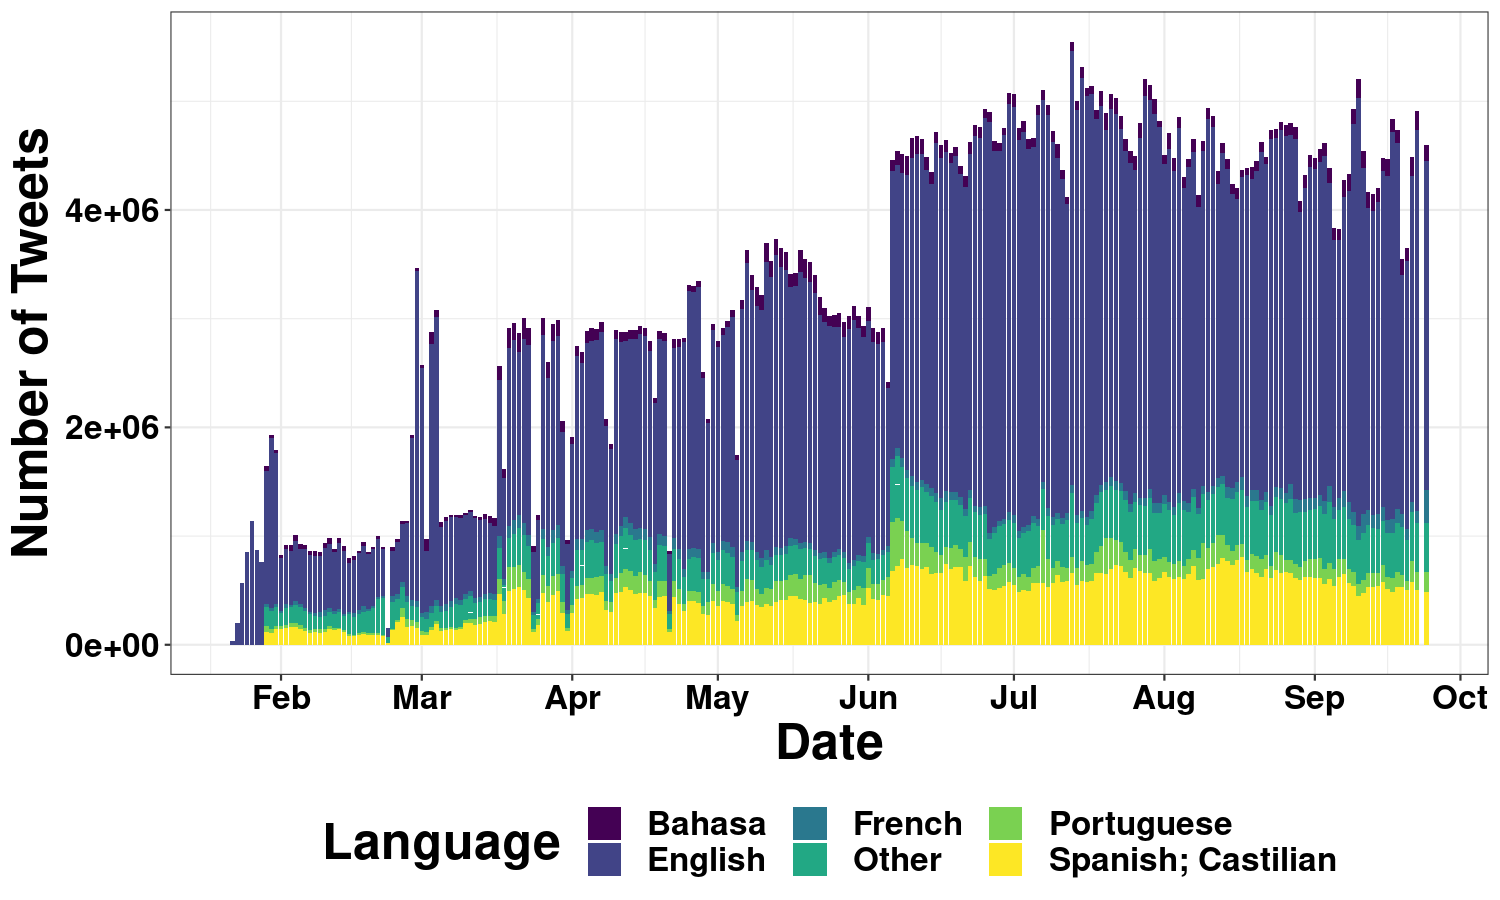 Number of Tweets
4e+06
2e+06
0e+00
Feb Mar Apr May Jun Jul Aug Sep Oct
Date
Language
Bahasa French Portuguese
English Other Spanish; Castilian